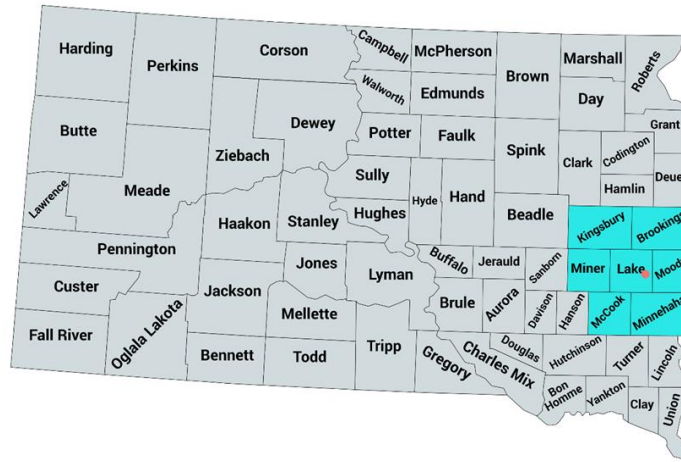 Harding
Perkins
Corson
Campbell
McPherson
Brown
Marshall
Roberts
Walworth
Edmunds
Day
Butte
Dewey
Potter
Faulk
Spink
Grant
Codington
Clark
Ziebach
Sully
Hamlin
Deue
Lawrence
Meade
Hyde
Hand
Hughes
Beadle
Haakon
Stanley
Kingsbury
Brookings
Pennington
Buffalo
Jerauld
Sanborn
Miner
Lake
Mood
Jones
Lyman
Custer
Jackson
Brule
Aurora
Davison
Hanson
McCook
Minneha
Mellette
Fall River
Oglala Lakota
Bennett
Todd
Tripp
Gregory
Charles Mix
Douglas
Hutchinson
Turner
Lincoln
Bon
Homme
Yankton
Clay
Union